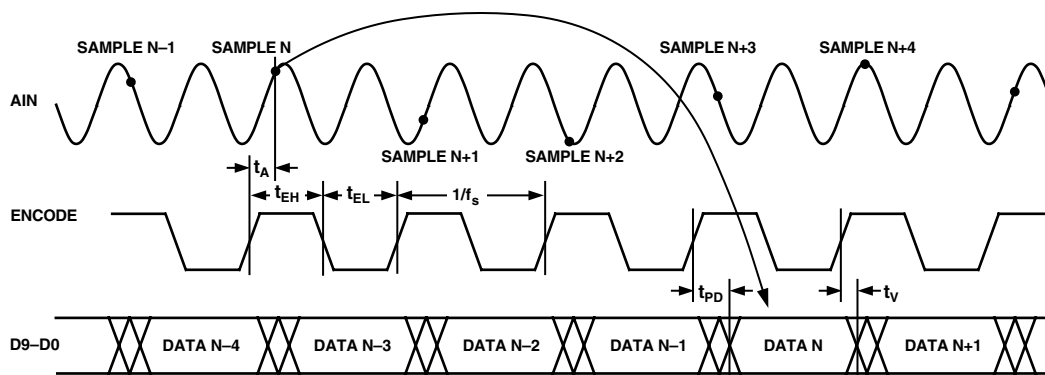 SAMPLE N–1
SAMPLE N
SAMPLE N+3
SAMPLE N+4
AIN
SAMPLE N+1
SAMPLE N+2
tA
tEH
tEL
1/fs
ENCODE
tPD
tV
D9–D0
DATA N–4
DATA N–3
DATA N–2
DATA N–1
DATA N
DATA N+1